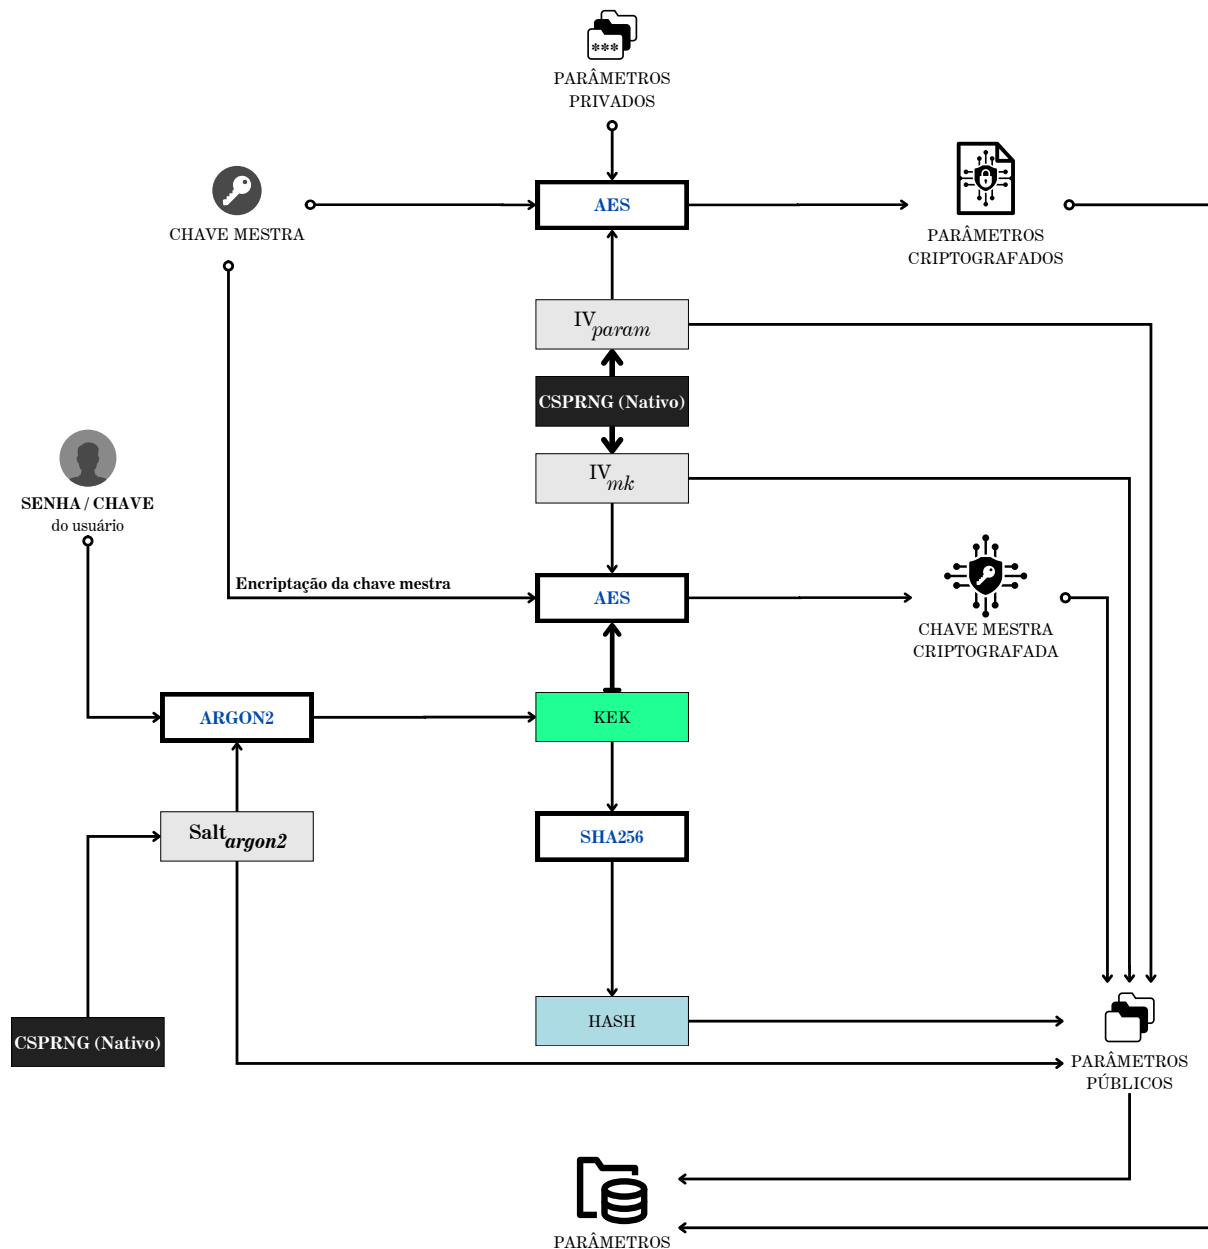 ***
PARÂMETROS
PRIVADOS
AES
CHAVE MESTRA
PARÂMETROS
CRIPTOGRAFADOS
IVparam
CSPRNG (Nativo)
IVmk
SENHA / CHAVE
do usuário
Encriptação da chave mestra
AES
CHAVE MESTRA
CRIPTOGRAFADA
ARGON2
KEK
Saltargon2
SHA256
HASH
CSPRNG (Nativo)
PARÂMETROS
PÚBLICOS
PARÂMETROS